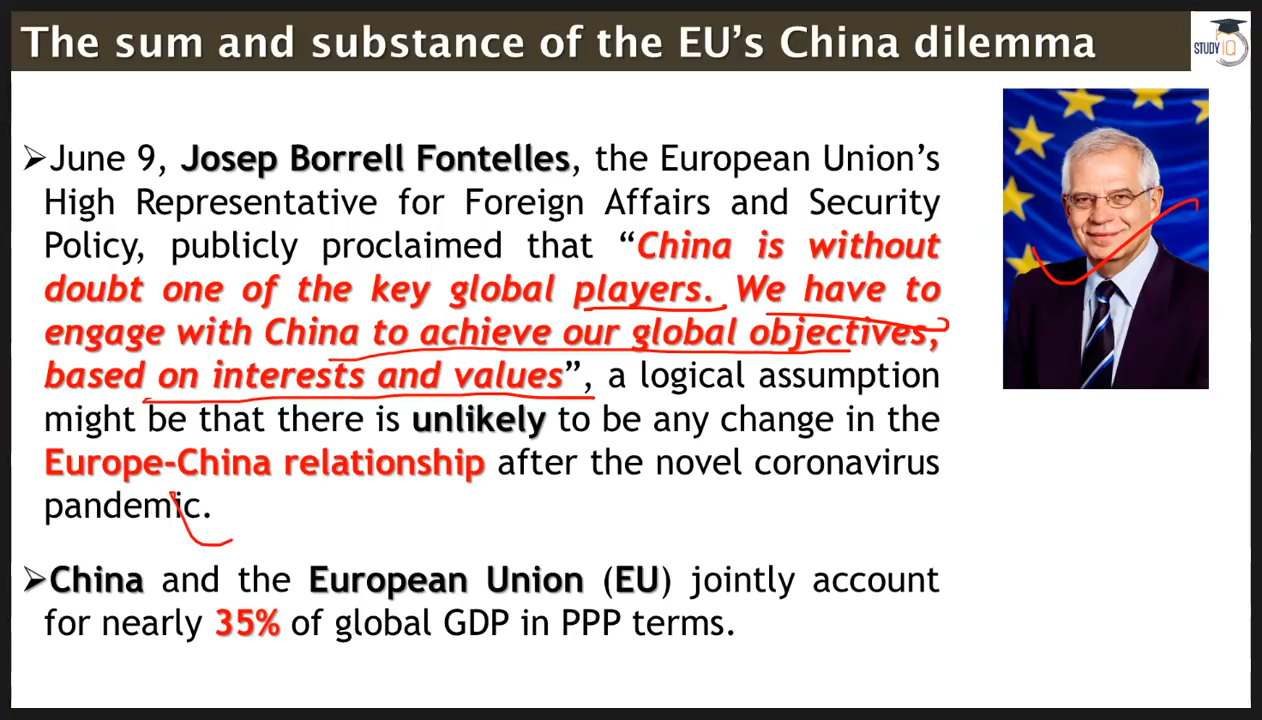 The sum and substance of the EU's China dilemma
STUDY IQ
➢June 9, Josep Borrell Fontelles, the European Union's
High Representative for Foreign Affairs and Security
Policy, publicly proclaimed that “China is without
doubt one of the key global players. We have to
engage with China to achieve our global objectives,
based on interests and values”, a logical assumption
might be that there is unlikely to be any change in the
Europe-China relationship after the novel coronavirus
pandemic.
➢China and the European Union (EU) jointly account
for nearly 35% of global GDP in PPP terms.